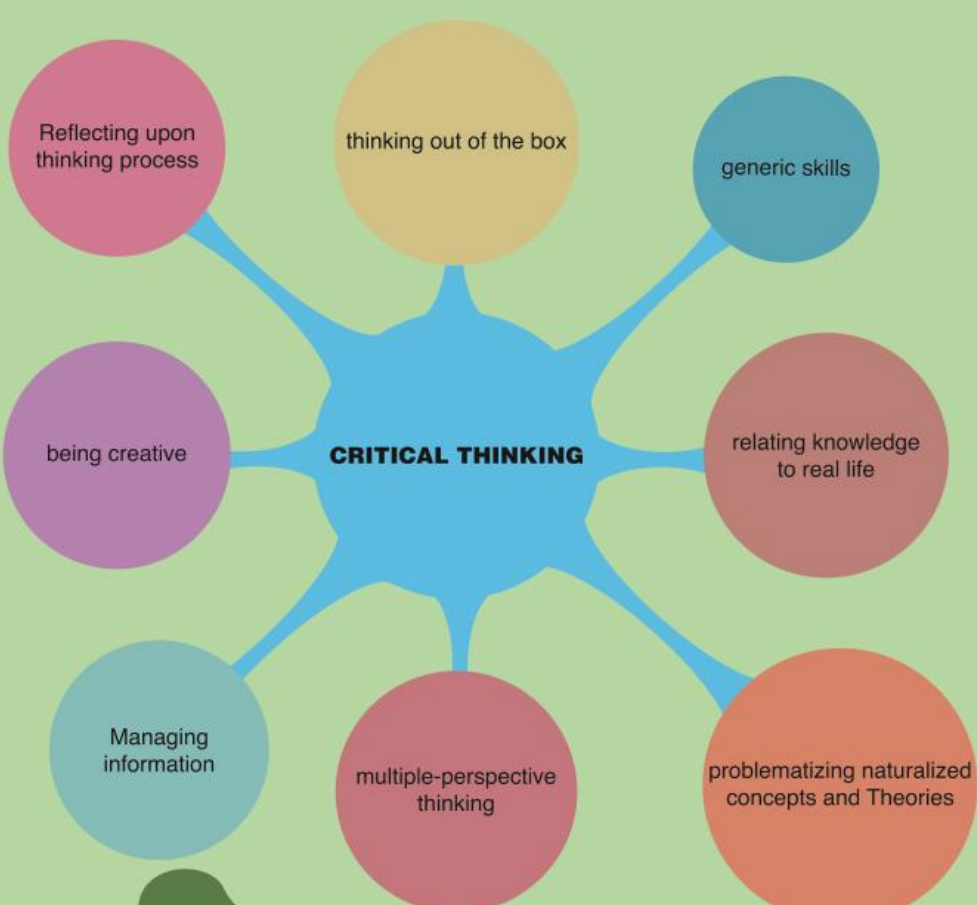 Reflecting upon
thinking process
thinking out of the box
generic skills
being creative
CRITICAL THINKING
relating knowledge
to real life
Managing
information
multiple-perspective
thinking
problematizing naturalized
concepts and Theories